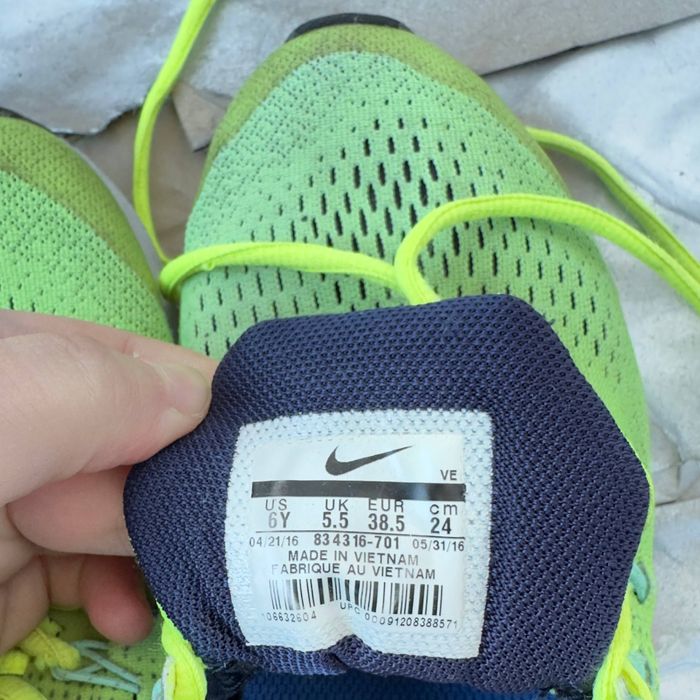 VE
US UK EUR cm
6Y 5.5 38.5 24
04/21/16 834316-701 05/31/16
MADE IN VIETNAM
FABRIQUE AU VIETNAM
UPC 00091208388571